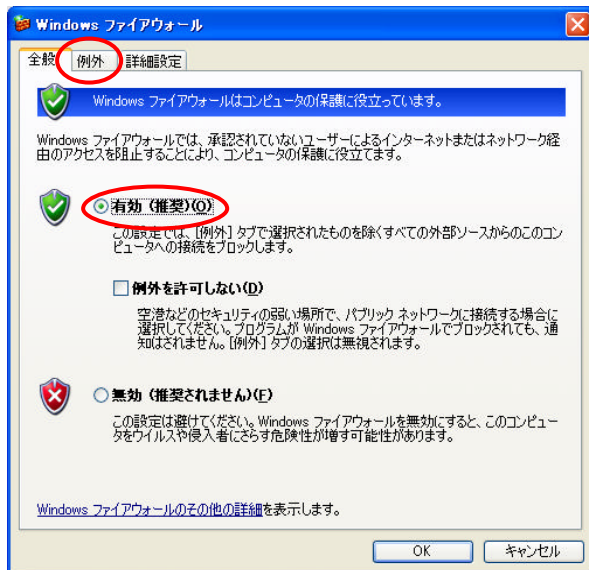 Windows ファイアウォール
全般 例外 詳細設定
Windows ファイアウォールはコンピュータの保護に役立っています。
Windows ファイアウォールでは、承認されていないユーザーによるインターネットまたはネットワーク経
由のアクセスを阻止することにより、コンピュータの保護に役立てます。
有効 (推奨)(O)
この設定では、[例外] タブで選択されたものを除くすべての外部ソースからのこのコン
ピュータへの接続をブロックします。
例外を許可しない(D)
空港などのセキュリティの弱い場所で、パブリック ネットワークに接続する場合に
選択してください。プログラムが Windows ファイアウォールでブロックされても、通
知はされません。[例外] タブの選択は無視されます。
無効 (推奨されません)(F)
この設定は避けてください。Windows ファイアウォールを無効にすると、このコンピュー
タをウイルスや侵入者にさらす危険性が増す可能性があります。
Windows ファイアウォールのその他の詳細を表示します。
OK キャンセル